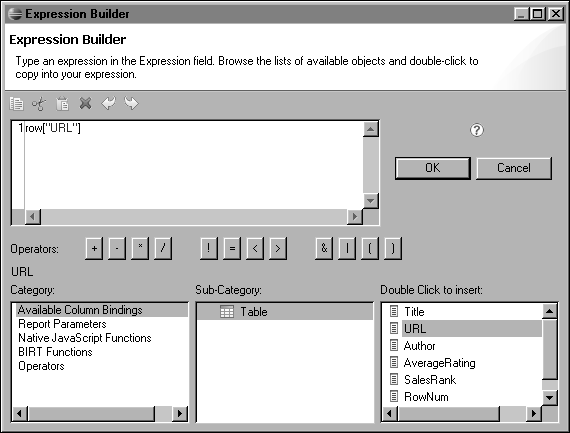 Expression Builder
Expression Builder
Type an expression in the Expression field. Browse the lists of available objects and double-click to
copy into your expression.
1 row["URL"]
?
OK Cancel
Operators: + - * / ! = < > & | ( )
URL
Category: Sub-Category: Double Click to insert:
Available Column Bindings Table Title
Report Parameters URL
Native JavaScript Functions Author
BIRT Functions AverageRating
Operators SalesRank
RowNum